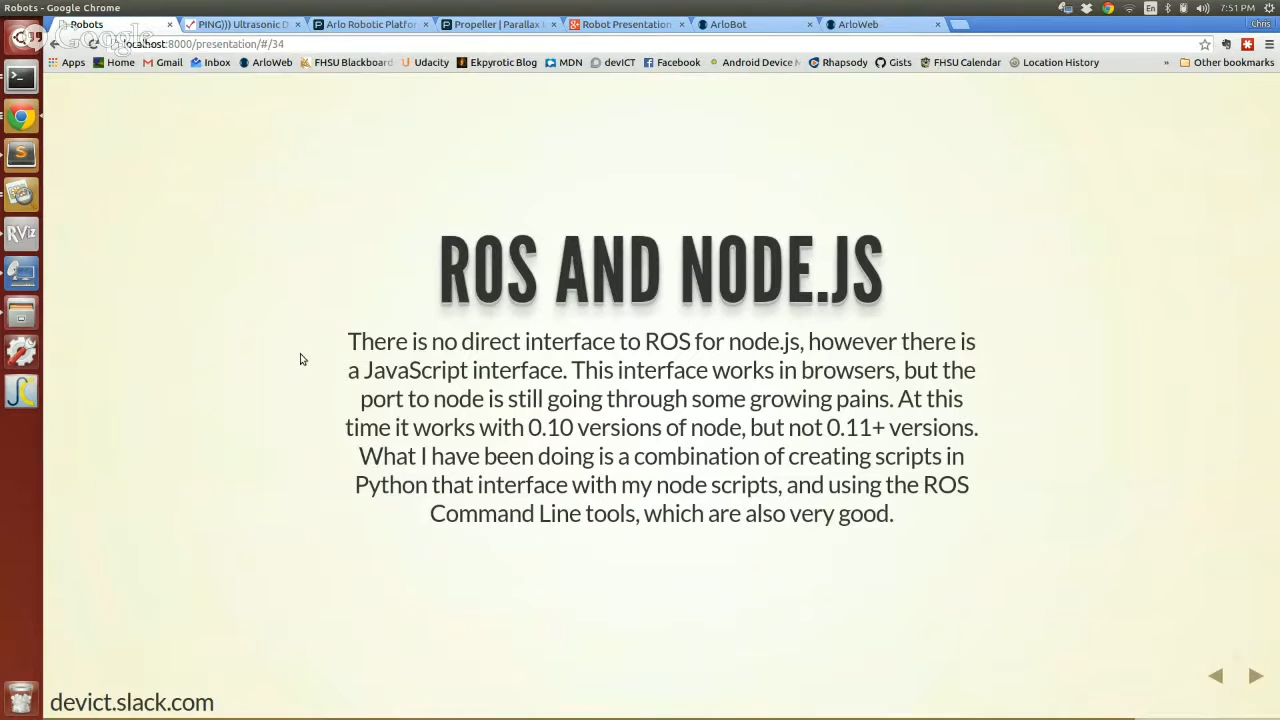 Robots - Google Chrome
En
7:51 PM
Robots
PING))) Ultrasonic D
Arlo Robotic Platfor
Propeller | Parallax I
Robot Presentation
ArloBot
ArloWeb
Chris
Google
localhost:8000/presentation/#/34
Apps
Home
Gmail
Inbox
ArloWeb
FHSU Blackboard
Udacity
Ekpyrotic Blog
MDN
devICT
Facebook
Android Device M
Rhapsody
Gists
FHSU Calendar
Location History
»
Other bookmarks
RViz
ROS AND NODE.JS
There is no direct interface to ROS for node.js, however there is
a JavaScript interface. This interface works in browsers, but the
port to node is still going through some growing pains. At this
time it works with 0.10 versions of node, but not 0.11+ versions.
What I have been doing is a combination of creating scripts in
Python that interface with my node scripts, and using the ROS
Command Line tools, which are also very good.
devict.slack.com